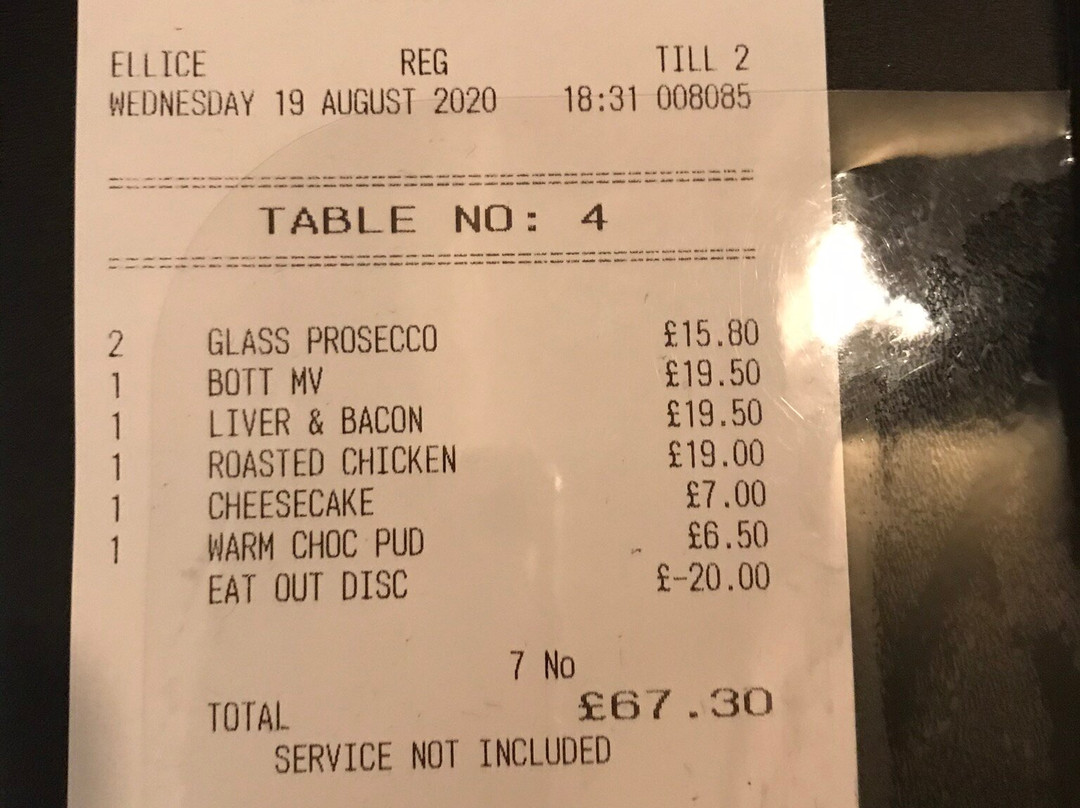 ELLICE REG TILL 2
WEDNESDAY 19 AUGUST 2020 18:31 008085
TABLE NO: 4
2 GLASS PROSECCO £15.80
1 BOTT MV £19.50
1 LIVER & BACON £19.50
1 ROASTED CHICKEN £19.00
1 CHEESECAKE £7.00
1 WARM CHOC PUD £6.50
EAT OUT DISC £-20.00
7 No
TOTAL £67.30
SERVICE NOT INCLUDED